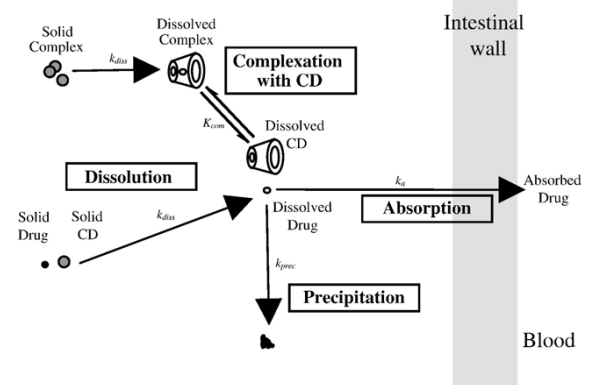 Solid
Complex
k_diss
Dissolved
Complex
Complexation
with CD
Intestinal
wall
K_com
Dissolved
CD
Dissolution
k_a
Absorbed
Drug
Absorption
Solid
Drug
Solid
CD
k_diss
Dissolved
Drug
k_prec
Precipitation
Blood